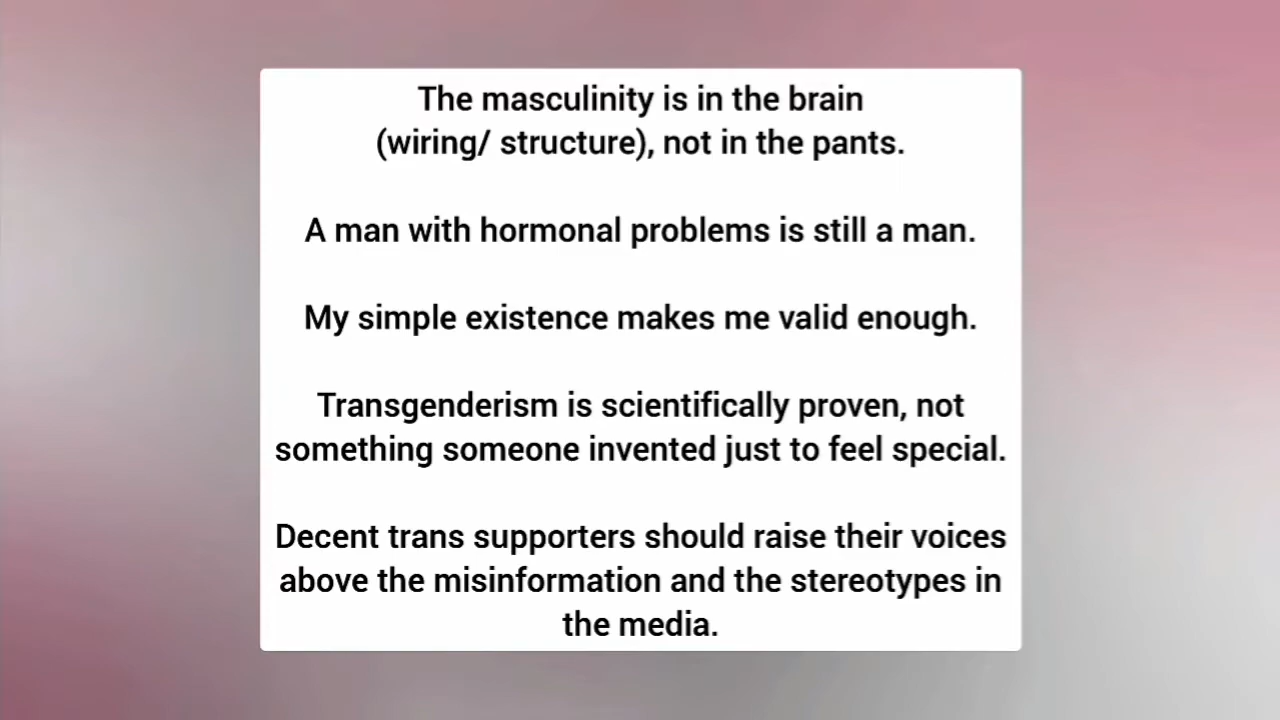 The masculinity is in the brain
(wiring/ structure), not in the pants.
A man with hormonal problems is still a man.
My simple existence makes me valid enough.
Transgenderism is scientifically proven, not
something someone invented just to feel special.
Decent trans supporters should raise their voices
above the misinformation and the stereotypes in
the media.